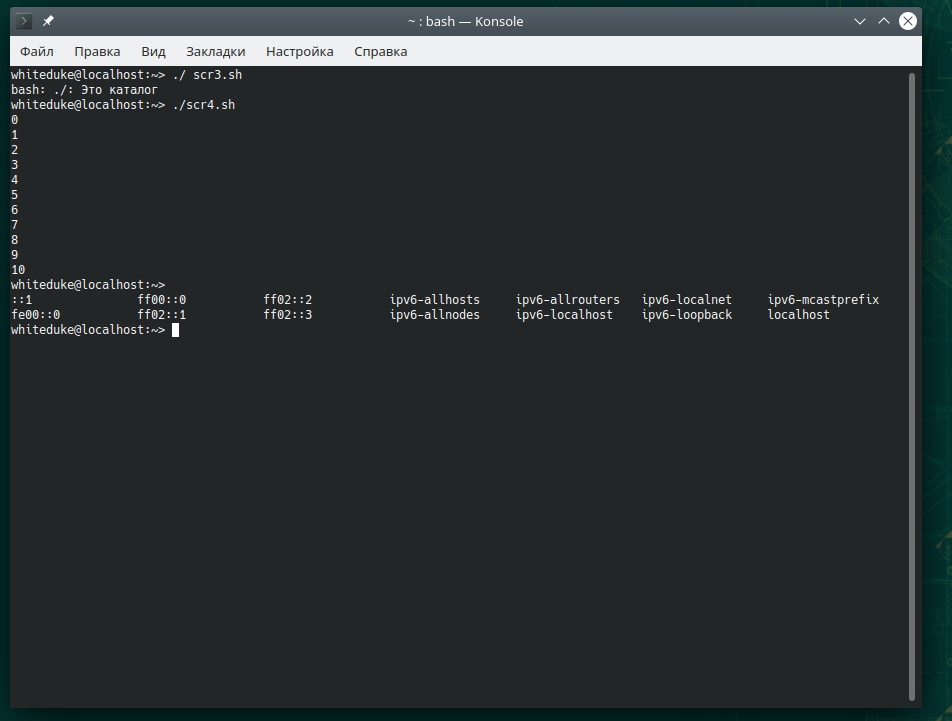 ~ : bash — Konsole
Файл Правка Вид Закладки Настройка Справка
whiteduke@localhost:~> ./ scr3.sh
bash: ./: Это каталог
whiteduke@localhost:~> ./scr4.sh
0
1
2
3
4
5
6
7
8
9
10
whiteduke@localhost:~>
::1 ff00::0 ff02::2 ipv6-allhosts ipv6-allrouters ipv6-localnet ipv6-mcastprefix
fe00::0 ff02::1 ff02::3 ipv6-allnodes ipv6-localhost ipv6-loopback localhost
whiteduke@localhost:~>